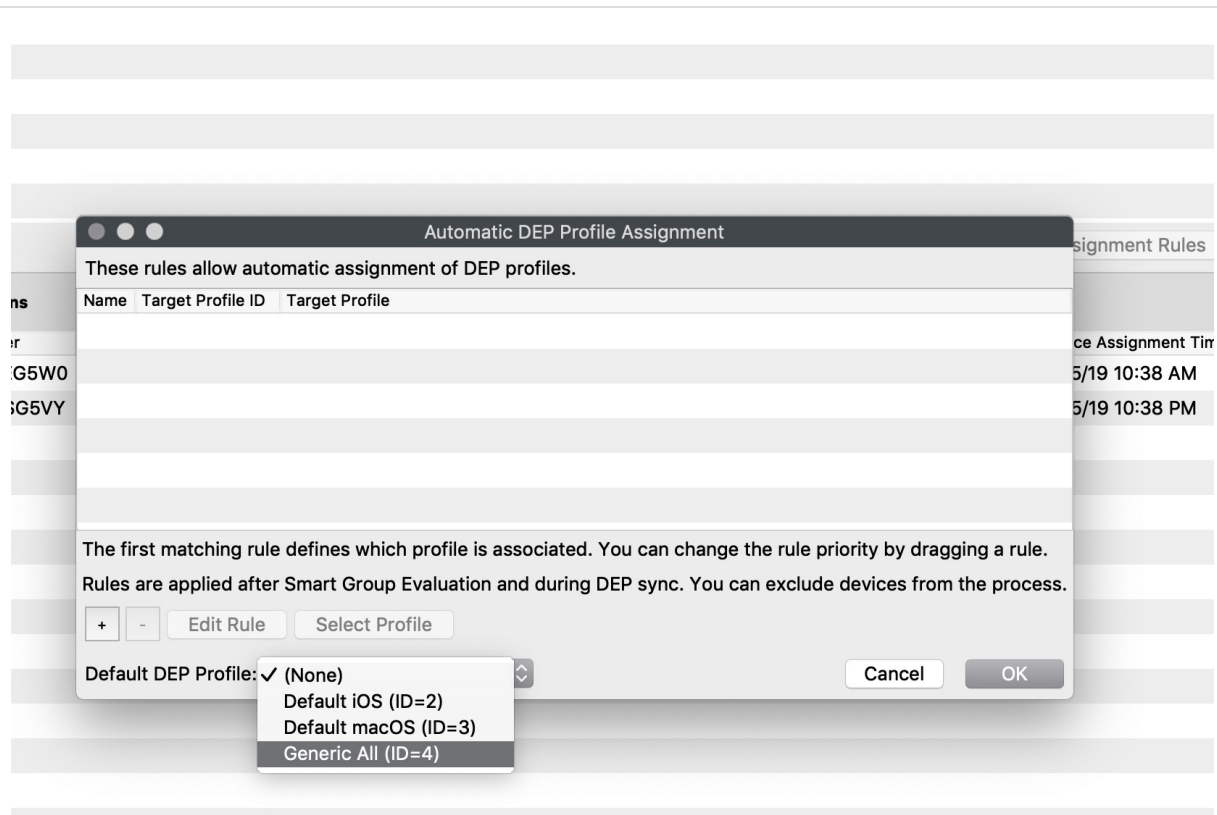 Automatic DEP Profile Assignment
signment Rules
These rules allow automatic assignment of DEP profiles.
ns
Name Target Profile ID Target Profile
er
ce Assignment Tim
G5W0
5/19 10:38 AM
G5VY
5/19 10:38 PM
The first matching rule defines which profile is associated. You can change the rule priority by dragging a rule.
Rules are applied after Smart Group Evaluation and during DEP sync. You can exclude devices from the process.
+ - Edit Rule Select Profile
Default DEP Profile: ✓ (None)
Cancel OK
Default iOS (ID=2)
Default macOS (ID=3)
Generic All (ID=4)